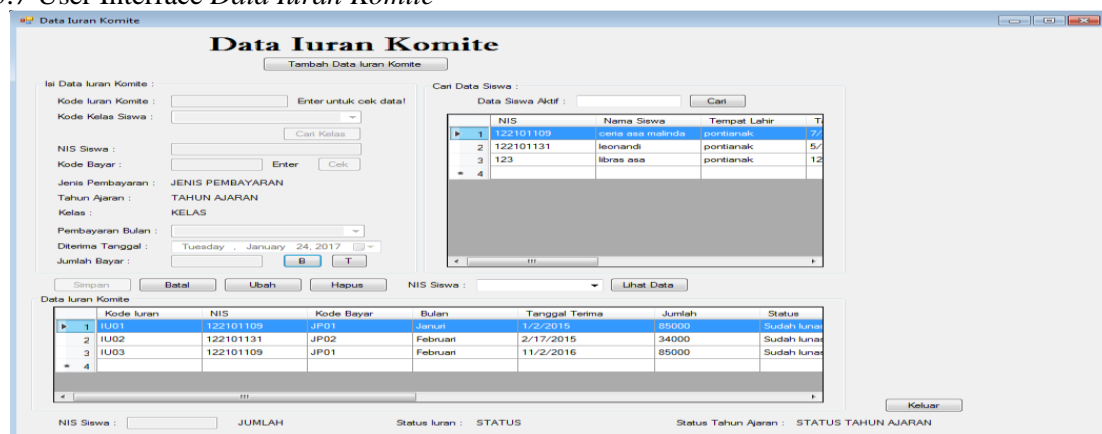 User Interface Data Iuran Komite
Data Iuran Komite
Data Iuran Komite
Tambah Data Iuran Komite
Isi Data Iuran Komite :
Kode Iuran Komite : Enter untuk cek data!
Kode Kelas Siswa :
Cari Kelas
NIS Siswa :
Kode Bayar : Enter Cek
Jenis Pembayaran : JENIS PEMBAYARAN
Tahun Ajaran : TAHUN AJARAN
Kelas : KELAS
Pembayaran Bulan :
Diterima Tanggal : Tuesday , January 24, 2017
Jumlah Bayar : B T
Cari Data Siswa :
Data Siswa Aktif : Cari
NIS Nama Siswa Tempat Lahir
1 122101109 ceria asa malinda pontianak 7/
2 122101131 leonandi pontianak 5/
3 123 libras asa pontianak 12
* 4
Simpan Batal Ubah Hapus NIS Siswa : Lihat Data
Data Iuran Komite
Kode Iuran NIS Kode Bayar Bulan Tanggal Terima Jumlah Status
1 IU01 122101109 JP01 Januri 1/2/2015 85000 Sudah lunas
2 IU02 122101131 JP02 Februari 2/17/2015 34000 Sudah lunas
3 IU03 122101109 JP01 Februari 11/2/2016 85000 Sudah lunas
* 4
Keluar
NIS Siswa : JUMLAH Status Iuran : STATUS Status Tahun Ajaran : STATUS TAHUN AJARAN